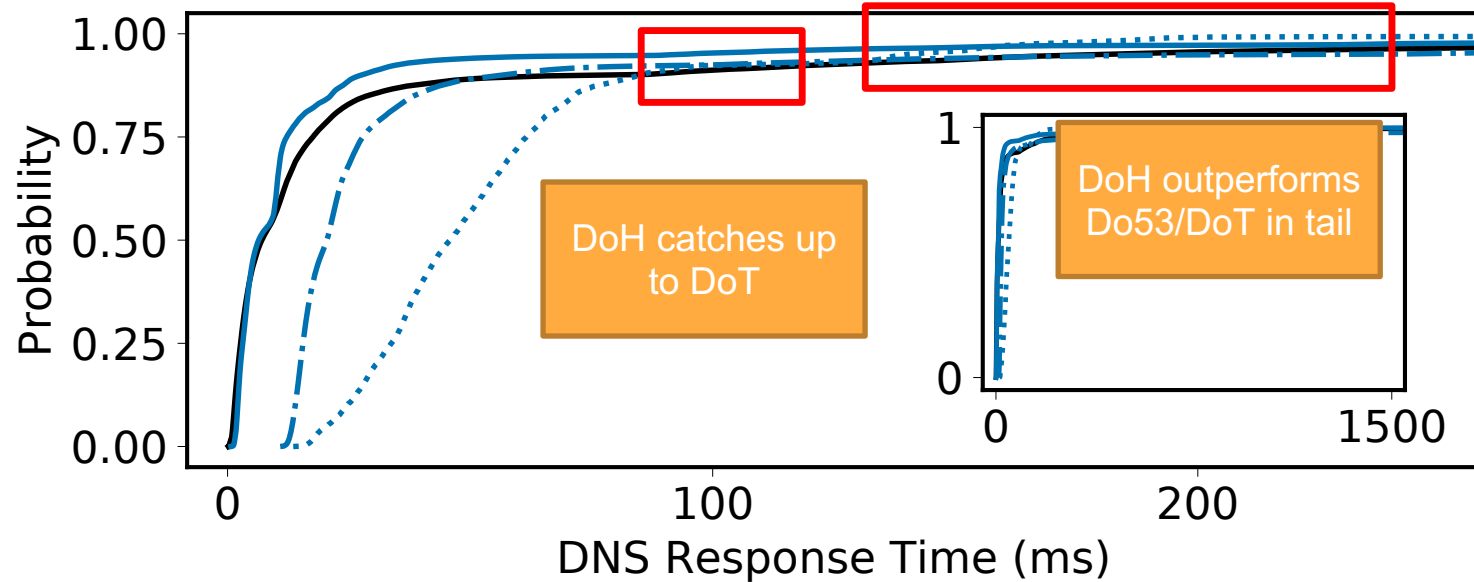 1.00
0.75
0.50
0.25
0.00
Probability
0
100
200
DNS Response Time (ms)
DoH catches up
to DoT
1
0
0
1500
DoH outperforms
Do53/DoT in tail